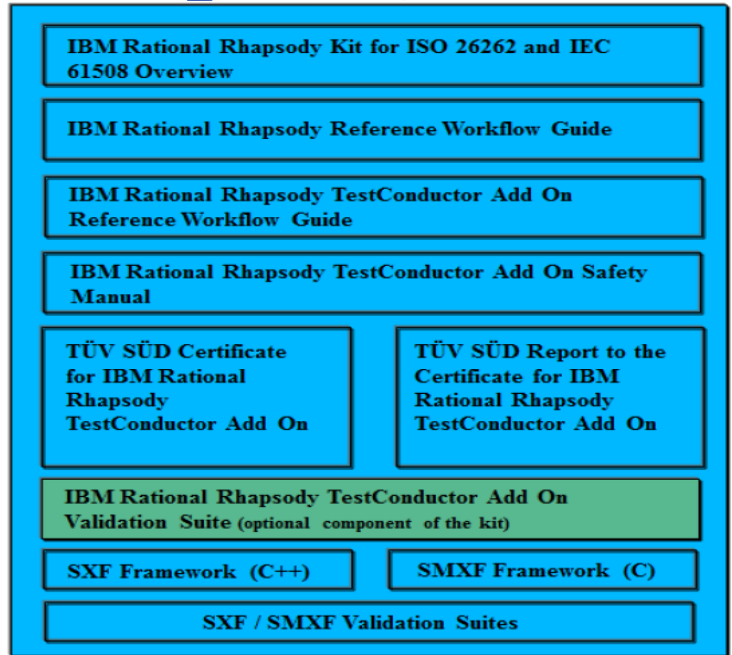 IBM Rational Rhapsody Kit for ISO 26262 and IEC
61508 Overview
IBM Rational Rhapsody Reference Workflow Guide
IBM Rational Rhapsody TestConductor Add On
Reference Workflow Guide
IBM Rational Rhapsody TestConductor Add On Safety
Manual
TÜV SÜD Certificate
for IBM Rational
Rhapsody
TestConductor Add On
TÜV SÜD Report to the
Certificate for IBM
Rational Rhapsody
TestConductor Add On
IBM Rational Rhapsody TestConductor Add On
Validation Suite (optional component of the kit)
SXF Framework (C++)
SMXF Framework (C)
SXF / SMXF Validation Suites